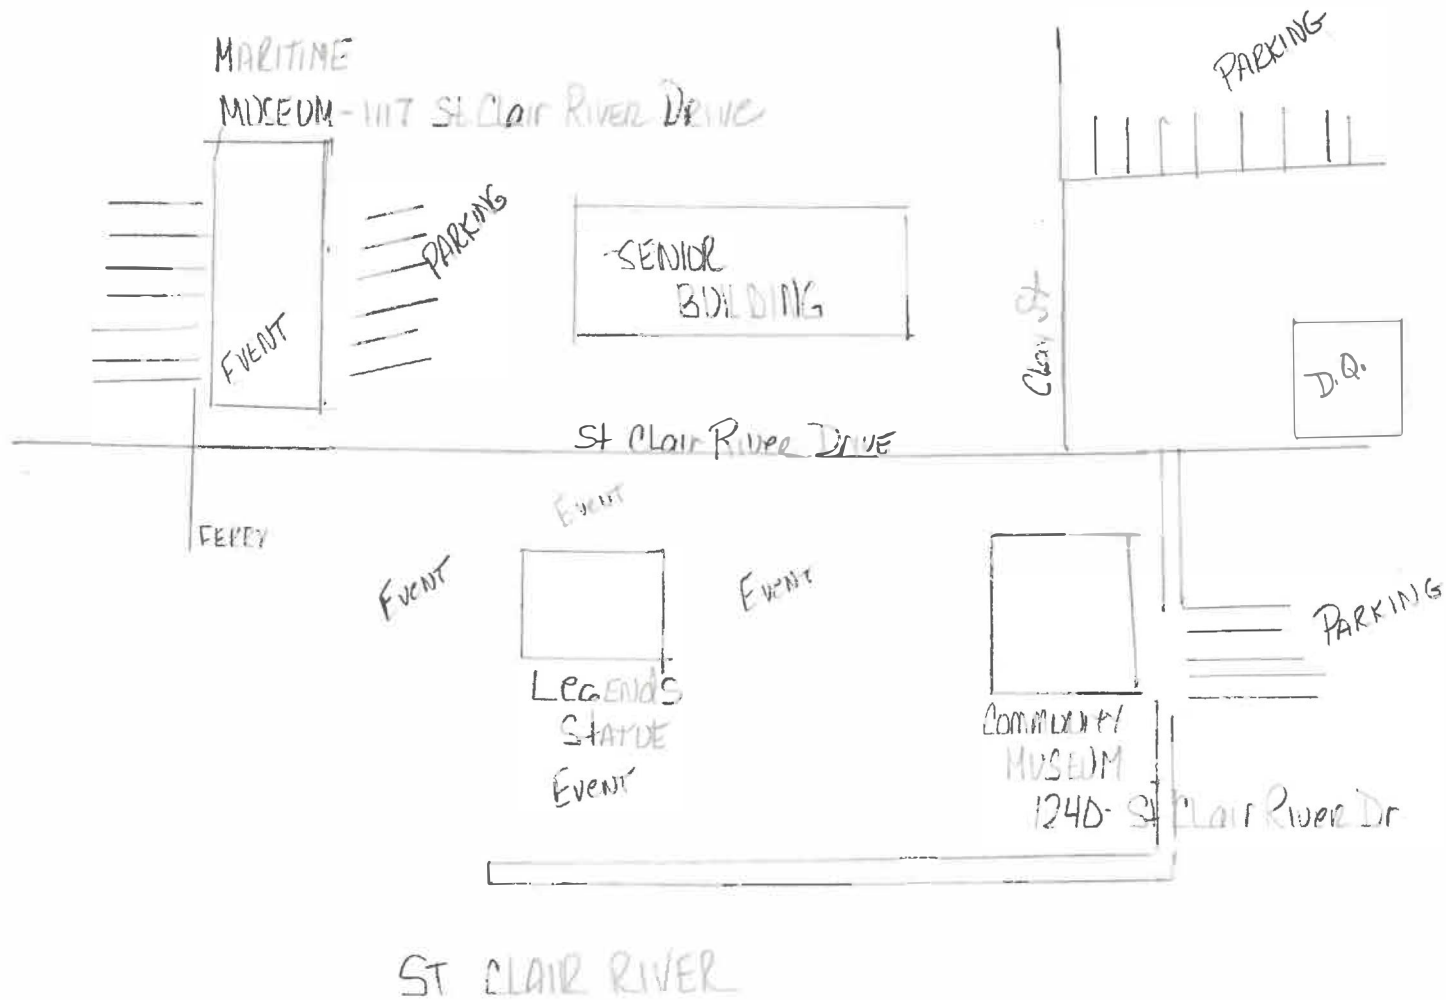 MARITIME
MUSEUM - 1117 St Clair RIVER DRIVE
PARKING
PARKING
SENIOR
BUILDING
EVENT
Clay St
D.Q.
St CLair River DrivE
FERRY
Event
Event
Event
LEGENDS
StATUE
Event
PARKING
COMMUNITY
MUSEUM
1240- St Clair River Dr
ST CLAIR RIVER